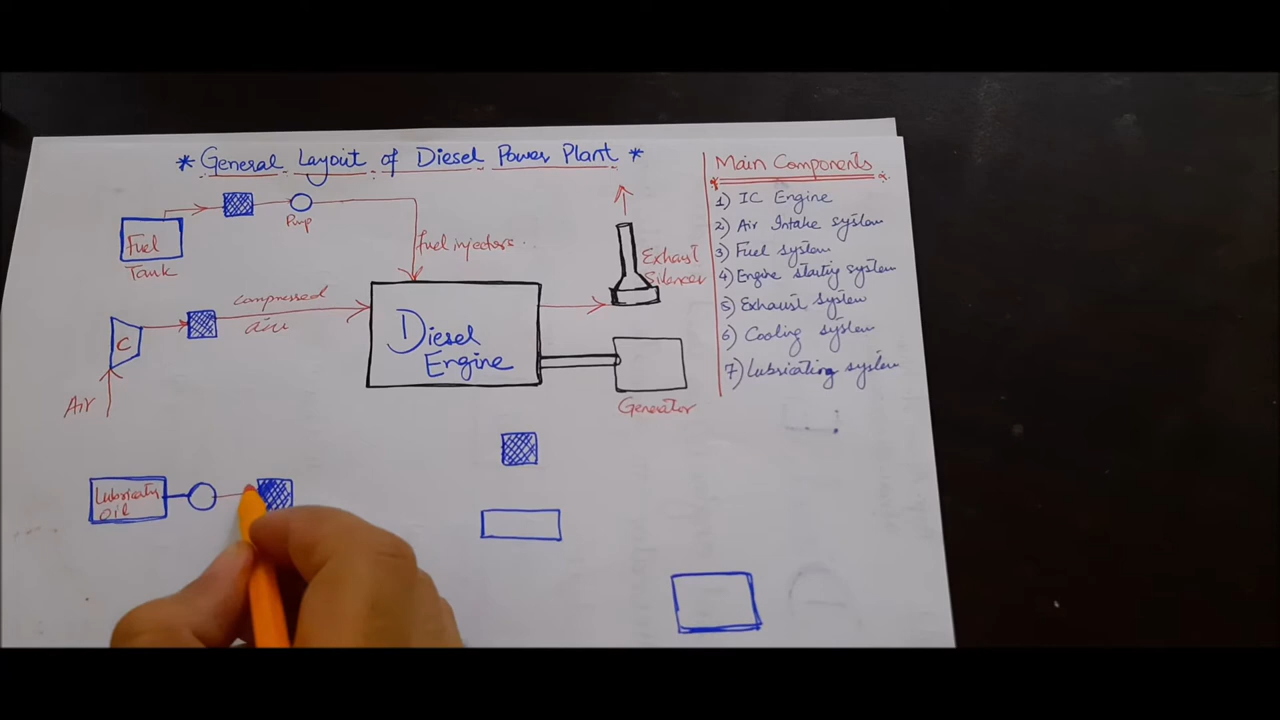 * General Layout of Diesel Power Plant *
Fuel
Tank
Pump
Fuel injectors
Exhaust
Silencer
C
Air
compressed
air
Diesel
Engine
Generator
Lubricating
Oil
Main Components
1) IC Engine
2) Air Intake system
3) Fuel system
4) Engine starting system
5) Exhaust system
6) Cooling system
7) Lubricating system